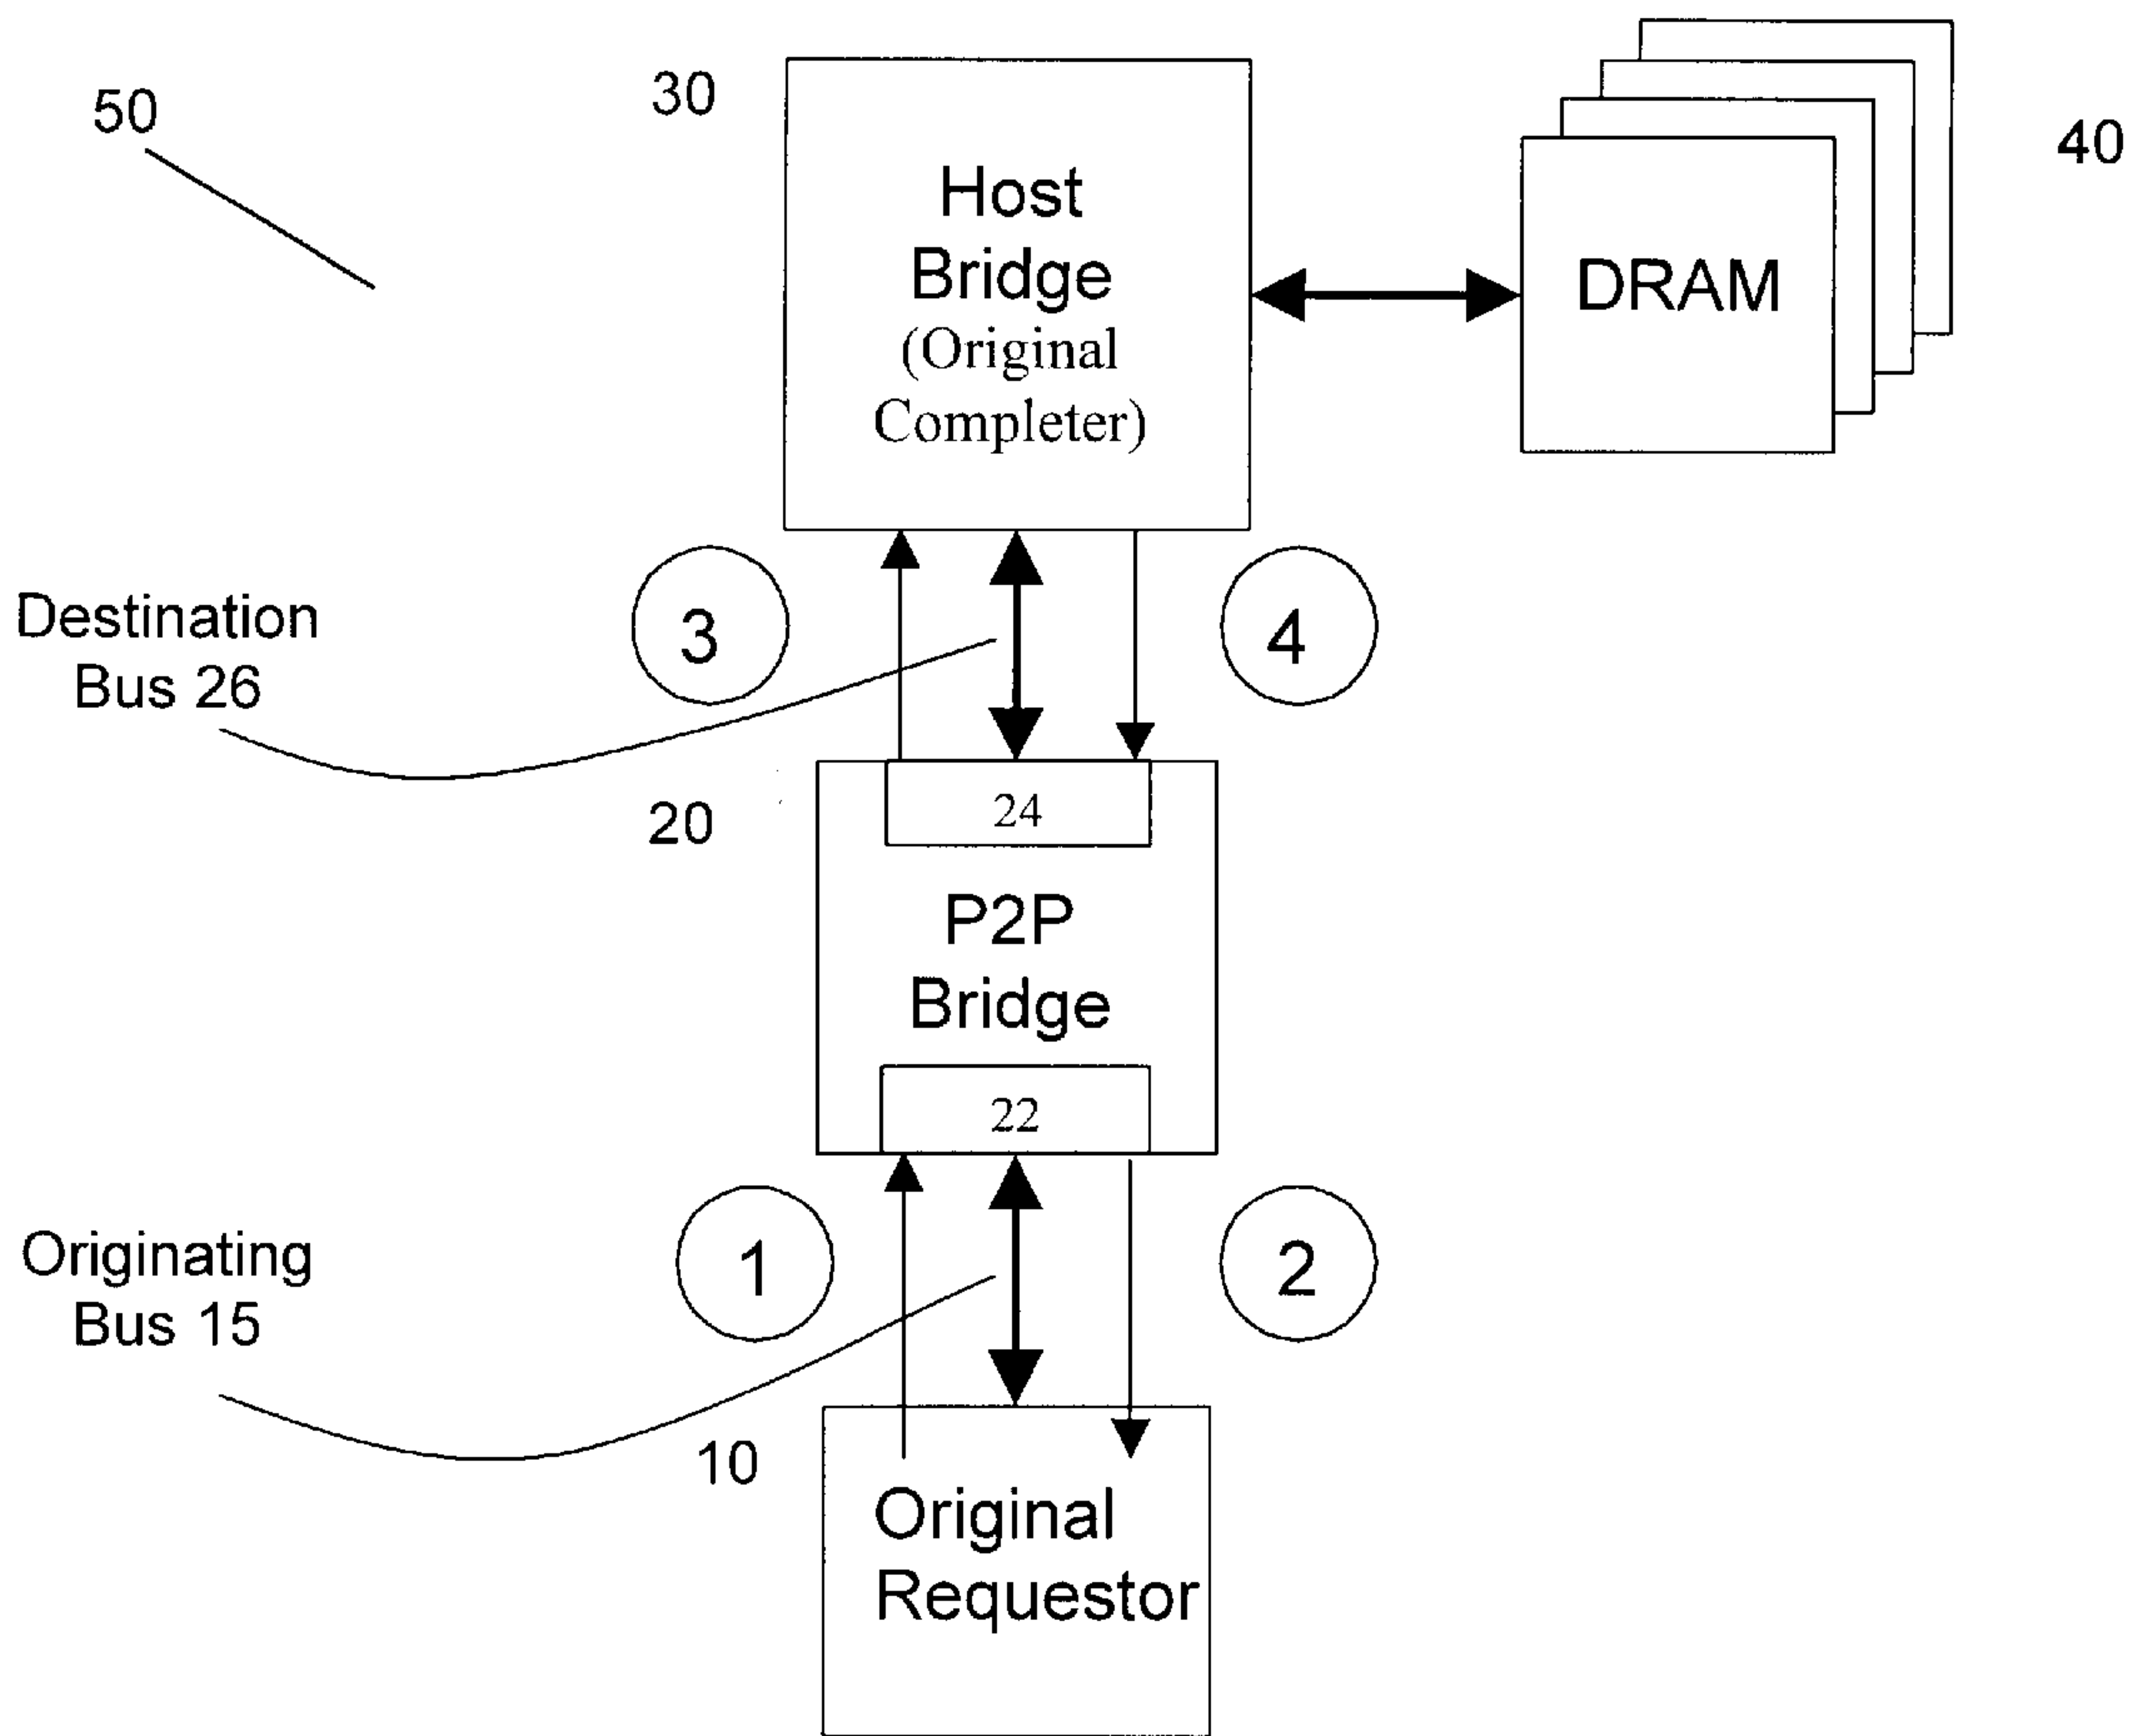 50
30
40
Host
Bridge
(Original
Completer)
DRAM
3
4
Destination
Bus 26
20
24
P2P
Bridge
22
1
2
Originating
Bus 15
10
Original
Requestor